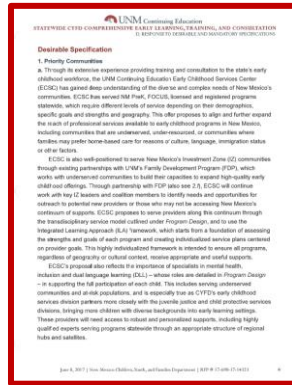 UNM Continuing Education
STATEWIDE CYFD COMPREHENSIVE EARLY LEARNING, TRAINING, AND CONSULTATION
II. RESPONSE TO DESIRABLE AND MANDATORY SPECIFICATIONS
Desirable Specification
1. Priority Communities
a. Through its extensive experience providing training and consultation to the state's early
childhood workforce, the UNM Continuing Education Early Childhood Services Center
(ECSC) has gained deep understanding of the diverse and complex needs of New Mexico's
communities. ECSC has served NM PreK, FOCUS, licensed and registered programs
statewide, which require different levels of service depending on their demographics,
specific goals and strengths and geography. This offer proposes to align and further expand
the reach of professional services available to early childhood programs in New Mexico,
including communities that are underserved, under-resourced, or communities where
families may prefer home-based care for reasons of culture, language, immigration status
or other factors.
ECSC is also well-positioned to serve New Mexico's Investment Zone (IZ) communities
through existing partnerships with UNM's Family Development Program (FDP), which
works with underserved communities to build their capacities to expand high-quality early
child care offerings. Through partnership with FDP (also see 2.f), ECSC will continue
work with key IZ leaders and coalition members to identify needs and opportunities for
outreach to potential new providers or those who may not be accessing New Mexico's
continuum of supports. ECSC proposes to serve providers along this continuum through
the transdisciplinary service model outlined under Program Design, and to use the
Integrated Learning Approach (ILA) framework, which starts from a foundation of assessing
the strengths and goals of each program and creating individualized service plans centered
on provider goals. This highly individualized framework is intended to ensure all programs,
regardless of geography or cultural context, receive appropriate and useful supports.
ECSC's proposal also reflects the importance of specialists in mental health,
inclusion and dual language learning (DLL) – whose roles are detailed in Program Design
– in supporting the full participation of each child. This includes serving underserved
communities and at-risk populations, and is especially true as CYFD's early childhood
services division partners more closely with the juvenile justice and child protective services
divisions, bringing more children with diverse backgrounds into early learning settings.
These providers will need access to robust and personalized supports, including highly
qualified experts serving programs statewide through an appropriate structure of regional
hubs and satellites.